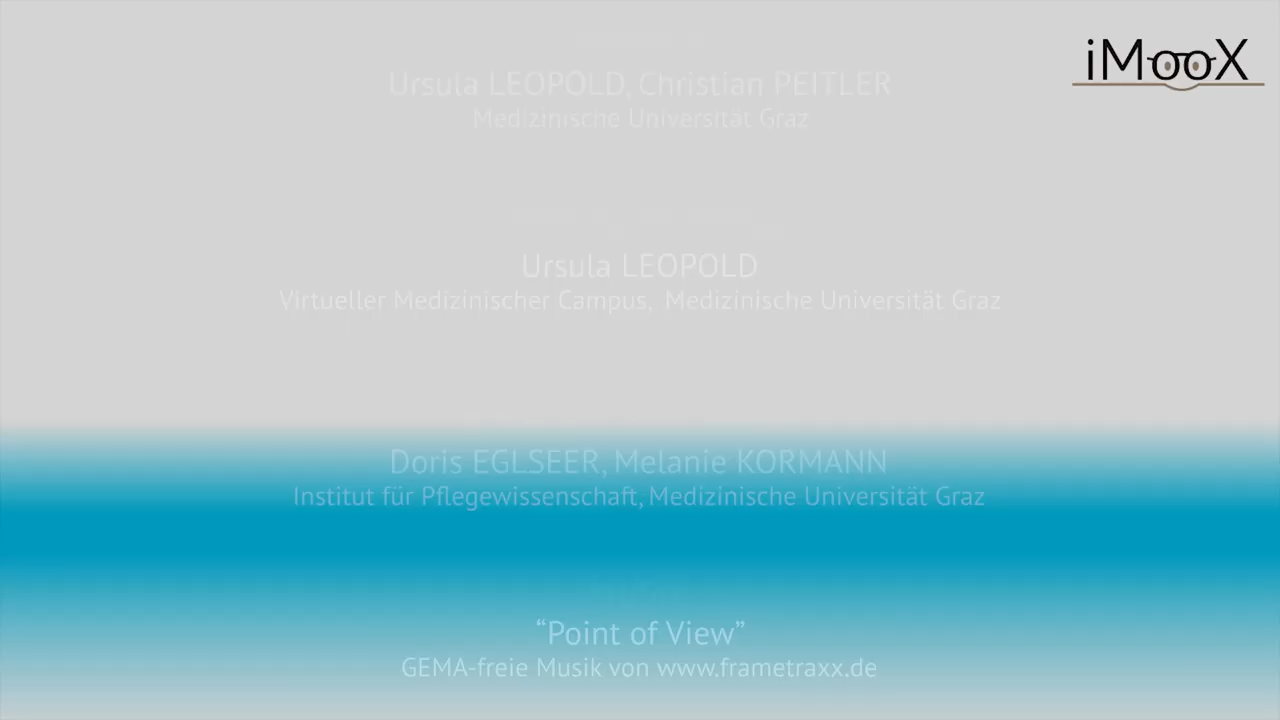 iMooX
Ursula LEOPOLD, Christian PEITLER
Medizinische Universität Graz
Ursula LEOPOLD
Virtueller Medizinischer Campus, Medizinische Universität Graz
Doris EGLSEER, Melanie KORMANN
Institut für Pflegewissenschaft, Medizinische Universität Graz
“Point of View”
GEMA-freie Musik von www.frametraxx.de